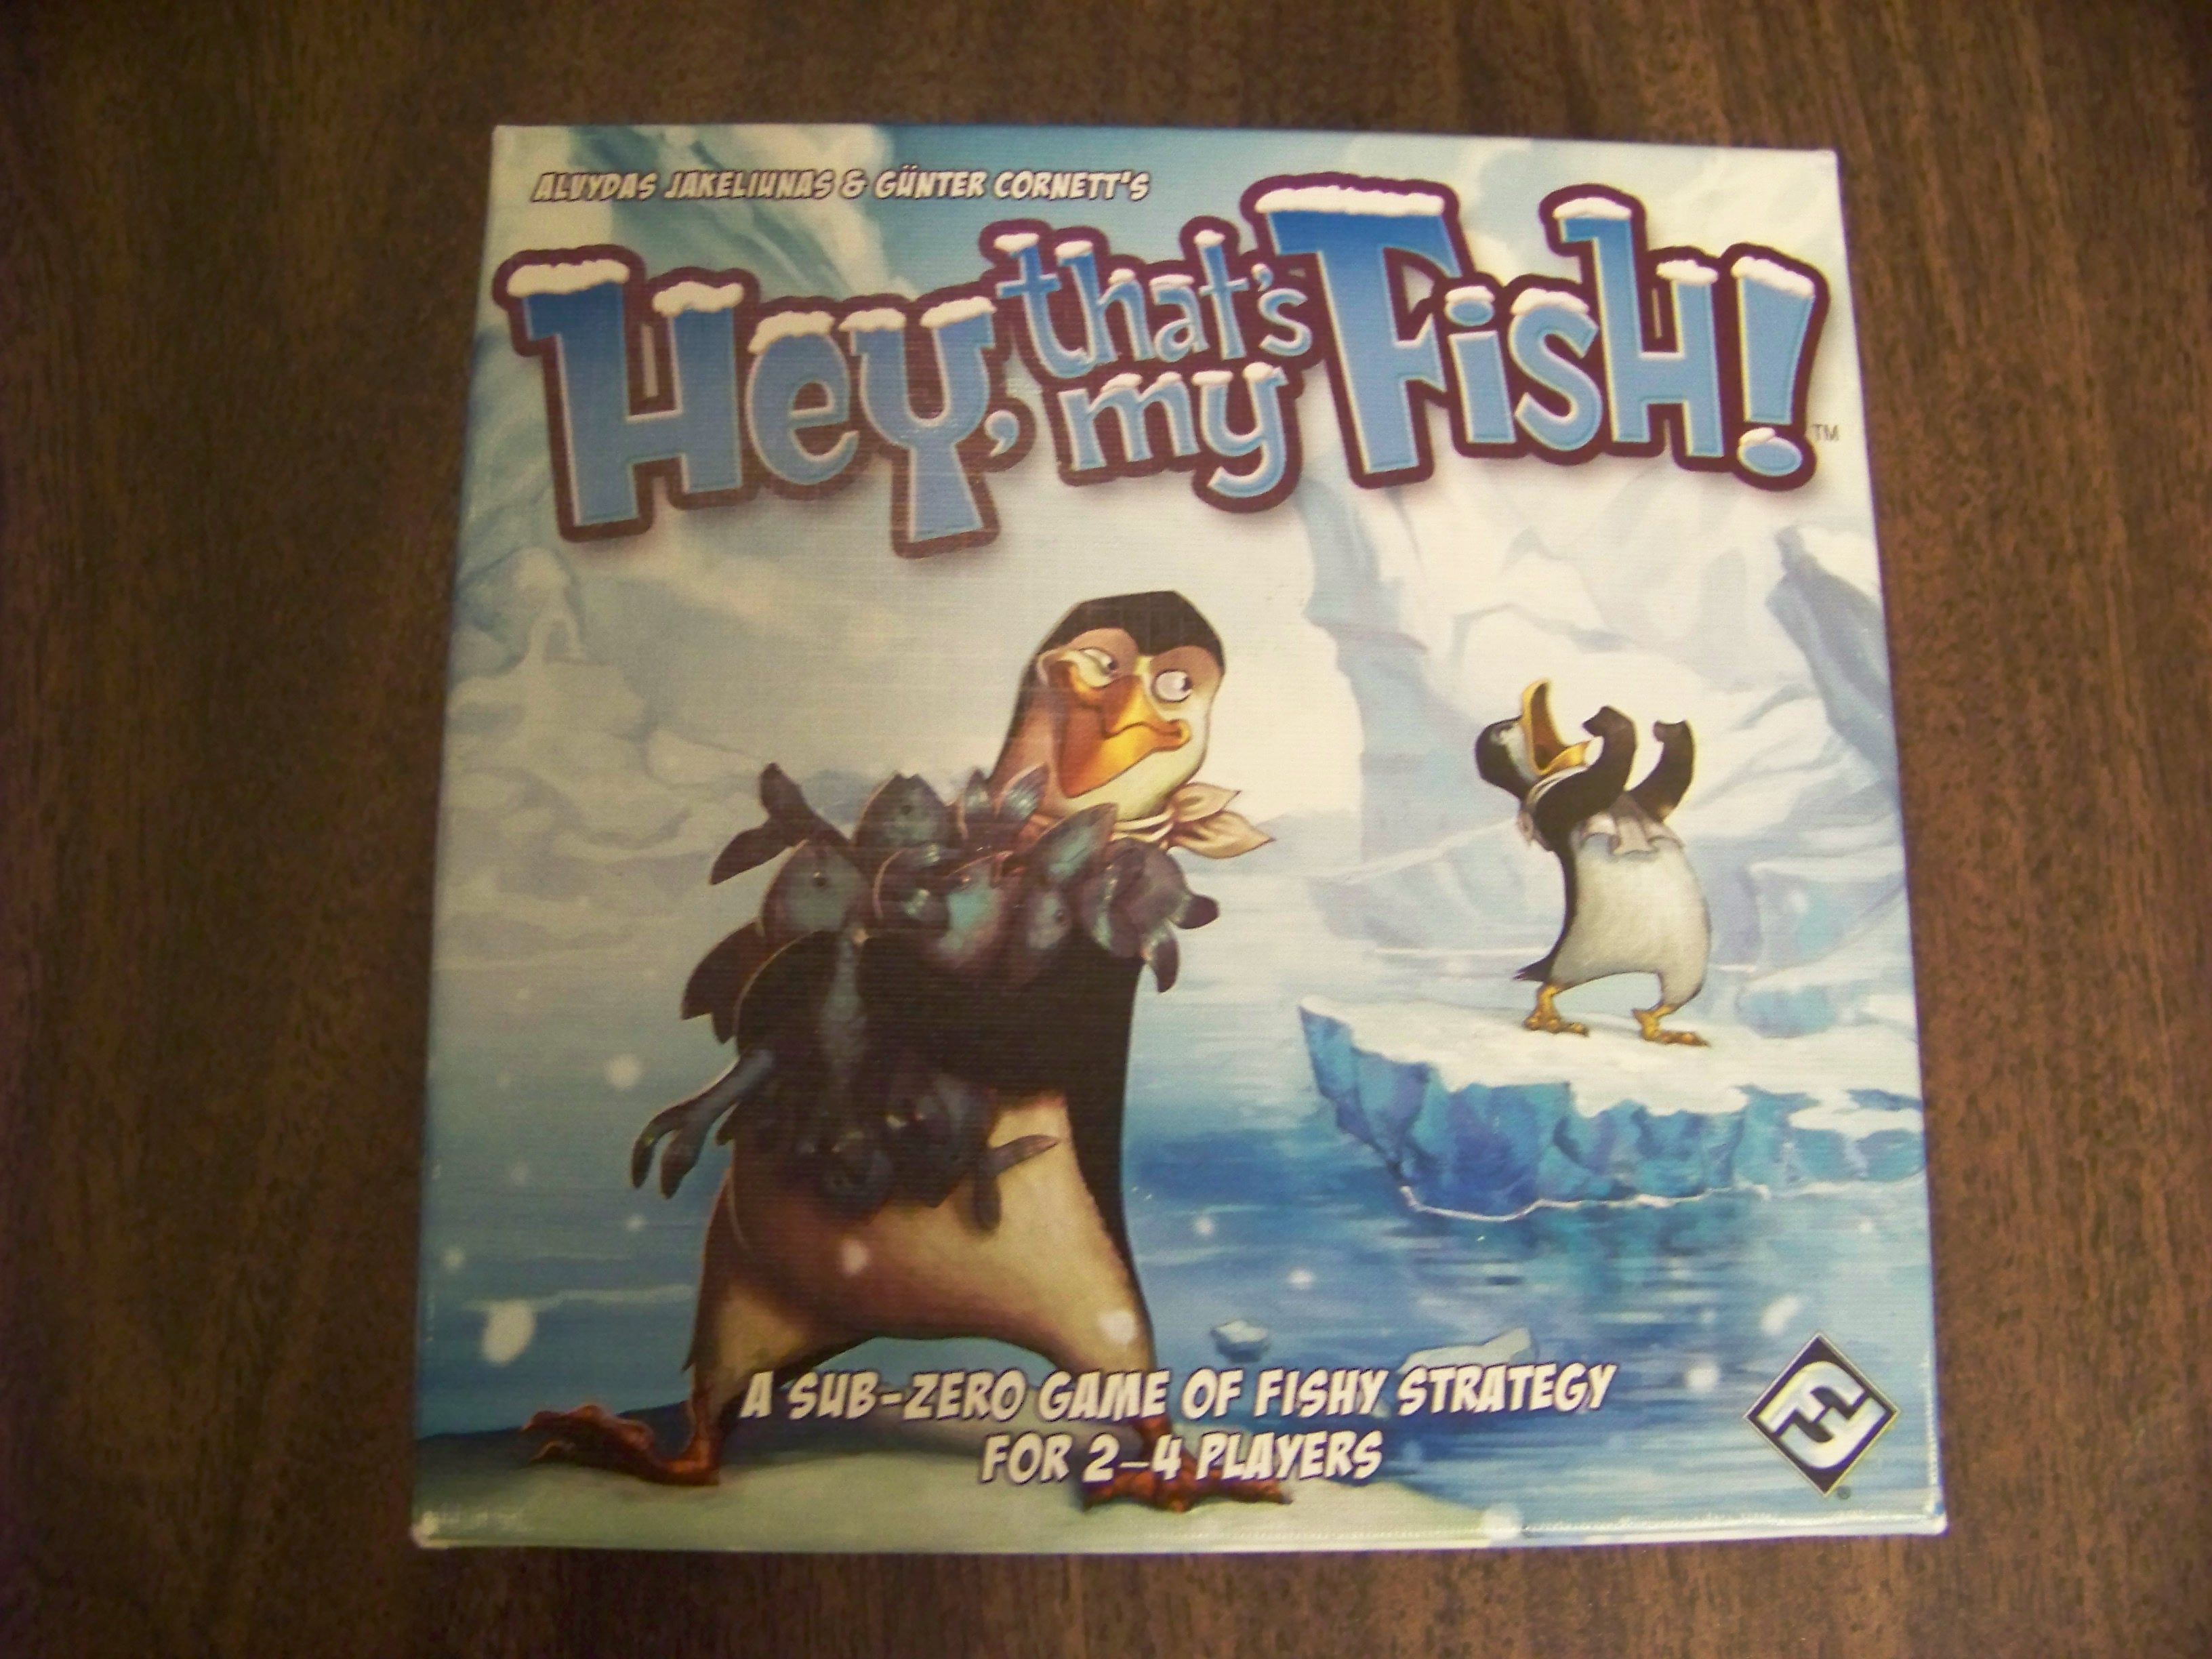 ALVYDAS JAKELIUNAS & GÜNTER CORNETT'S
HEY, that's my FISH!™
A SUB-ZERO GAME OF FISHY STRATEGY
FOR 2-4 PLAYERS
FF®